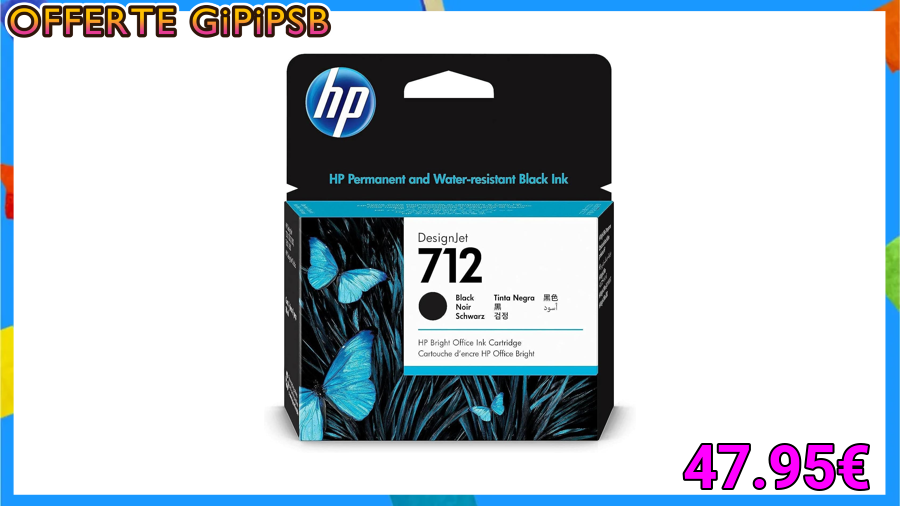 OFFERTE GiPiPSB
hp
HP Permanent and Water-resistant Black Ink
DesignJet
712
Black Tinta Negra 黑色
Noir 黒 أسود
Schwarz 검정
HP Bright Office Ink Cartridge
Cartouche d'encre HP Office Bright
47.95€